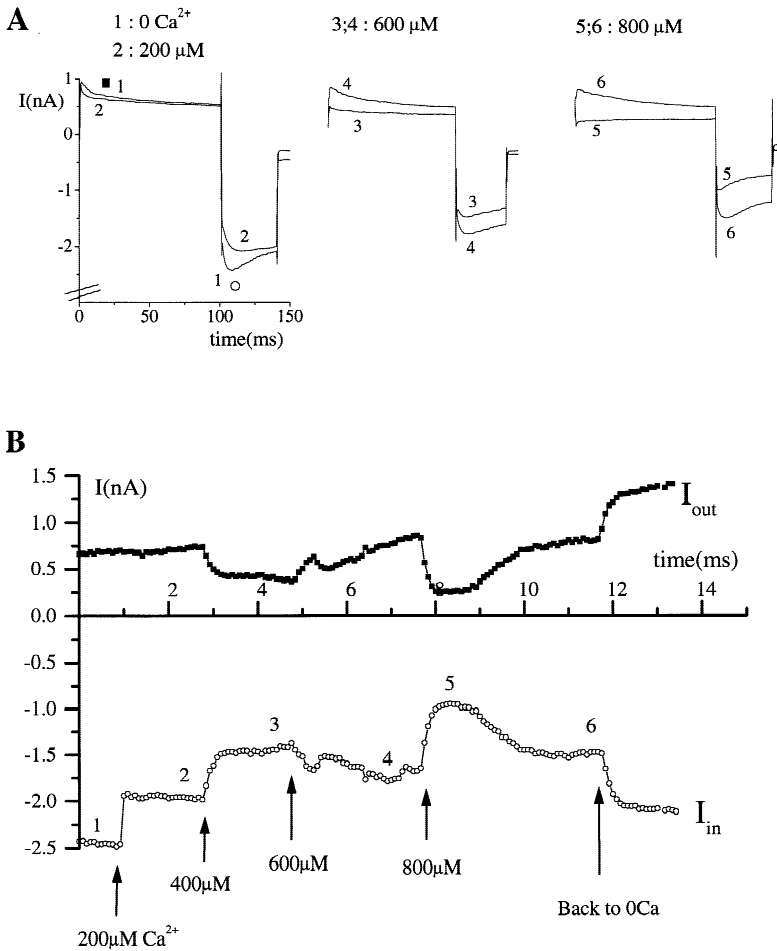 A
1 : 0 Ca2+
2 : 200 µM
3;4 : 600 µM
5;6 : 800 µM
I(nA)
1
0
-1
-2
1
2
2
1
0
50
100
150
time(ms)
4
3
3
4
6
5
5
6
B
I(nA)
1.5
1.0
0.5
0.0
-0.5
-1.0
-1.5
-2.0
-2.5
Iout
time(ms)
2
4
6
8
10
12
14
1
2
3
4
5
6
Iin
200µM Ca2+
400µM
600µM
800µM
Back to 0Ca